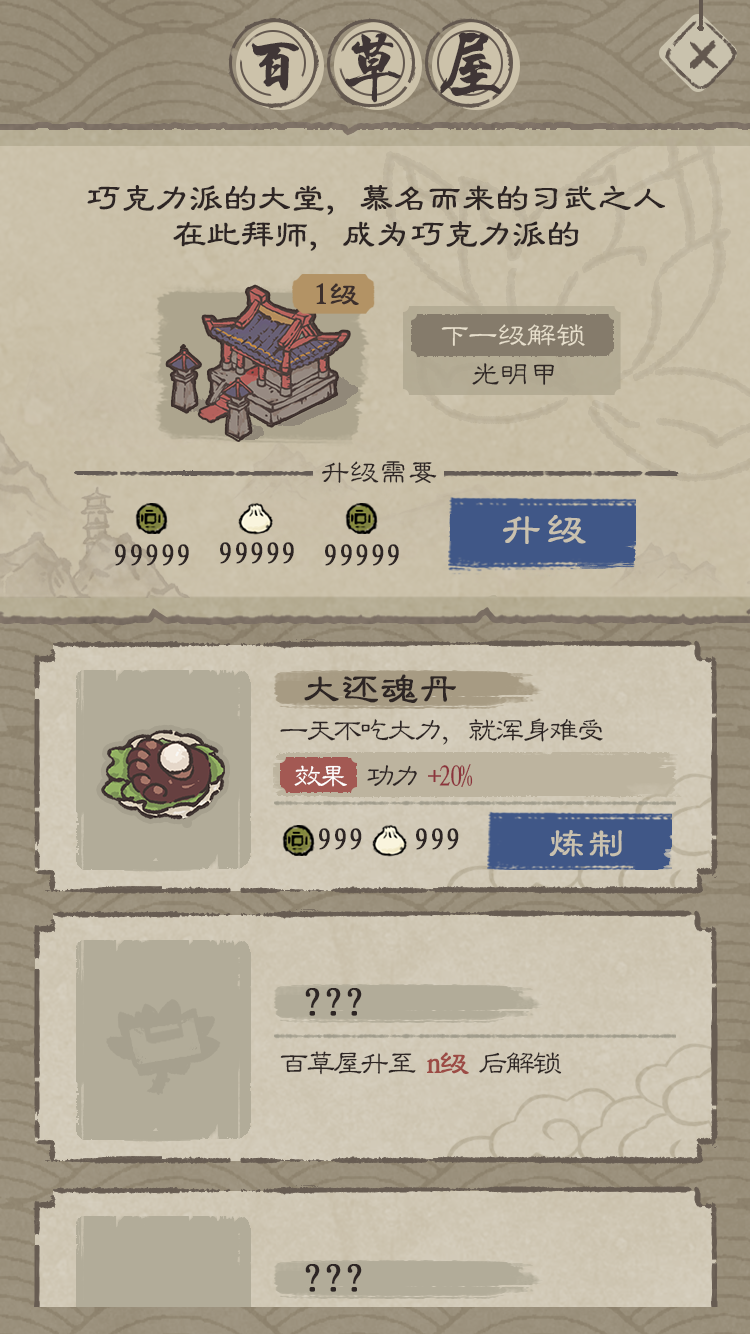 百草屋
巧克力派的大堂，慕名而来的习武之人
在此拜师，成为巧克力派的
1级
下一级解锁
光明甲
升级需要
99999 99999 99999
升级
大还魂丹
一天不吃大力，就浑身难受
效果 功力 +20%
999 999
炼制
???
百草屋升至 n级 后解锁
???